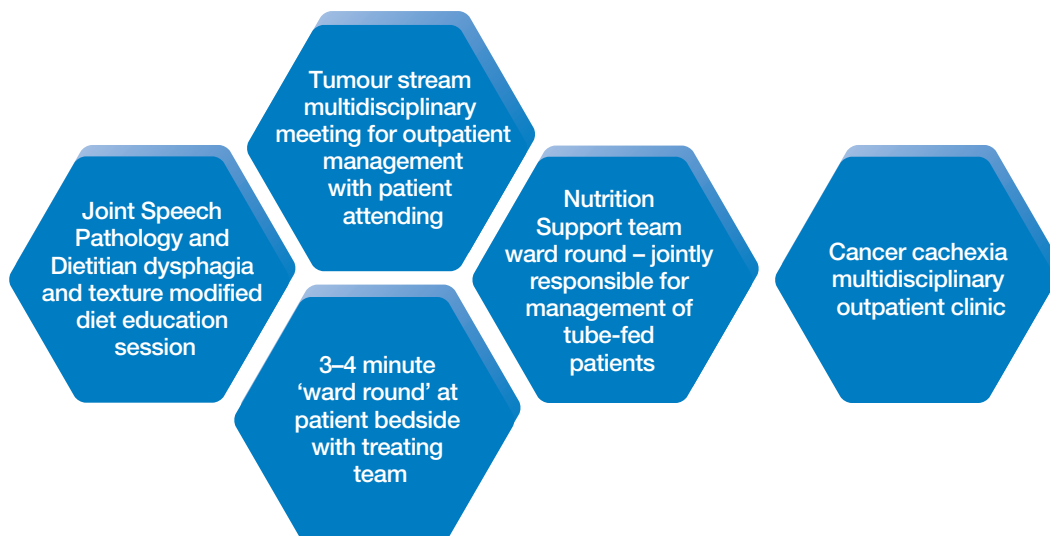 Tumour stream
multidisciplinary
meeting for outpatient
management
with patient
attending
Joint Speech
Pathology and
Dietitian dysphagia
and texture modified
diet education
session
Nutrition
Support team
ward round – jointly
responsible for
management of
tube-fed
patients
Cancer cachexia
multidisciplinary
outpatient clinic
3–4 minute
‘ward round’ at
patient bedside
with treating
team